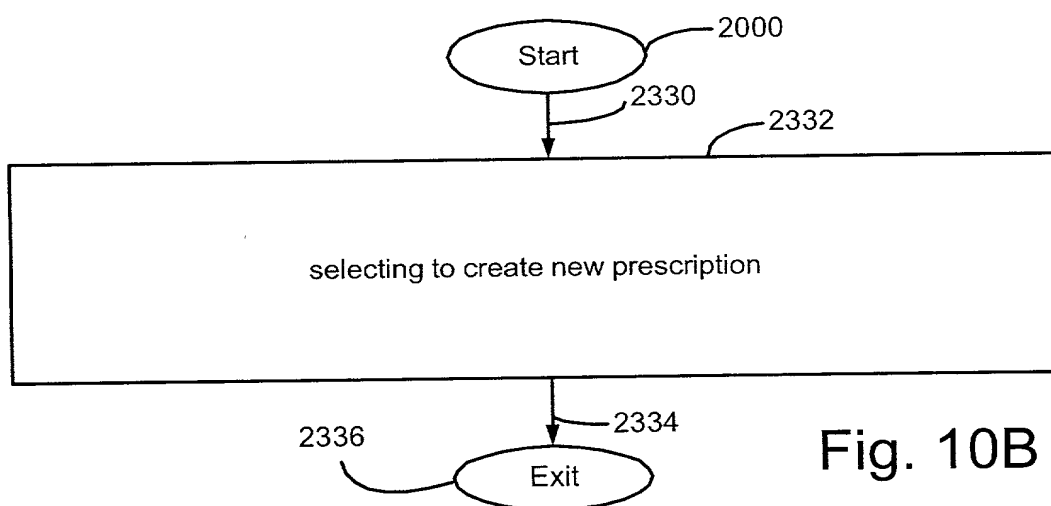 2000
Start
2330
2332
selecting to create new prescription
2334
2336
Exit
Fig. 10B